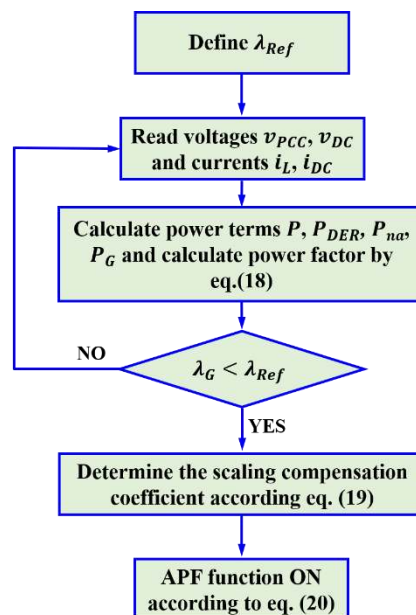 Define λ_Ref
Read voltages v_PCC, v_DC
and currents i_L, i_DC
Calculate power terms P, P_DER, P_na,
P_G and calculate power factor by
eq.(18)
NO
λ_G < λ_Ref
YES
Determine the scaling compensation
coefficient according eq. (19)
APF function ON
according to eq. (20)